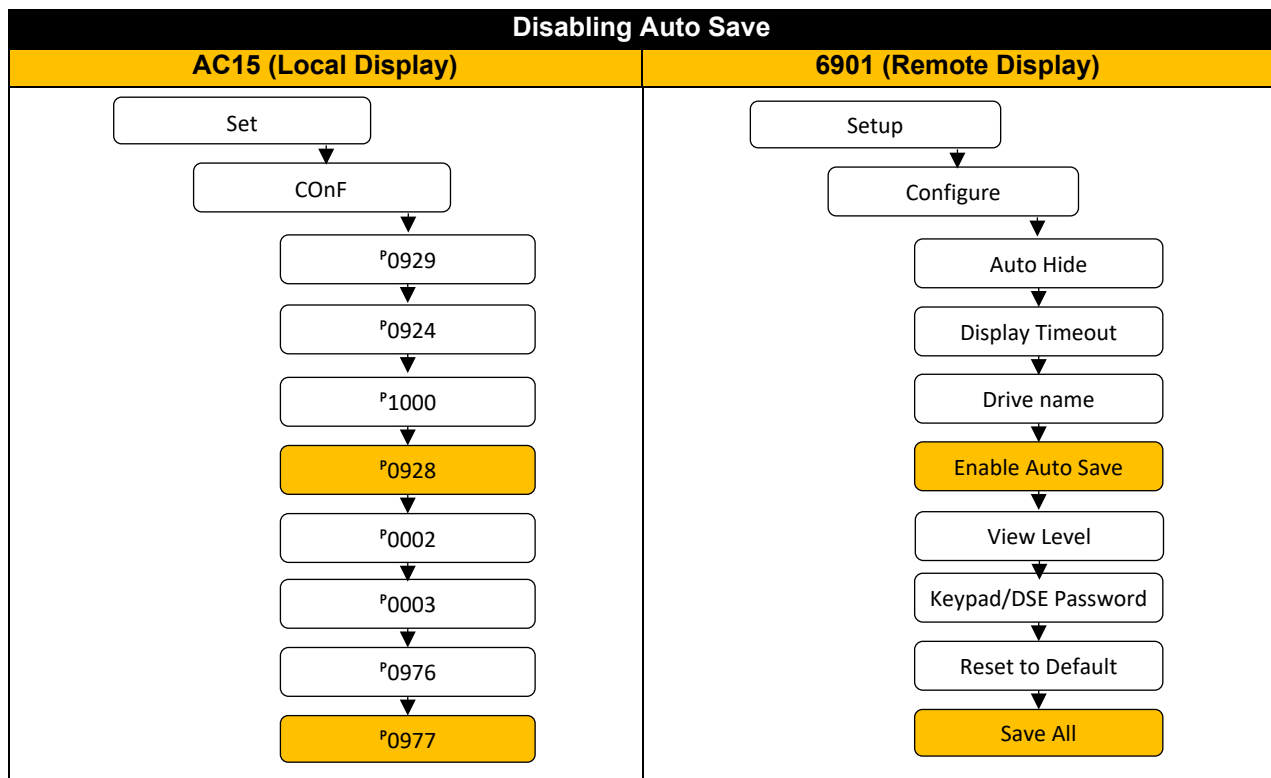 Disabling Auto Save
AC15 (Local Display)
6901 (Remote Display)
Set
COnF
ᴾ0929
ᴾ0924
ᴾ1000
ᴾ0928
ᴾ0002
ᴾ0003
ᴾ0976
ᴾ0977
Setup
Configure
Auto Hide
Display Timeout
Drive name
Enable Auto Save
View Level
Keypad/DSE Password
Reset to Default
Save All